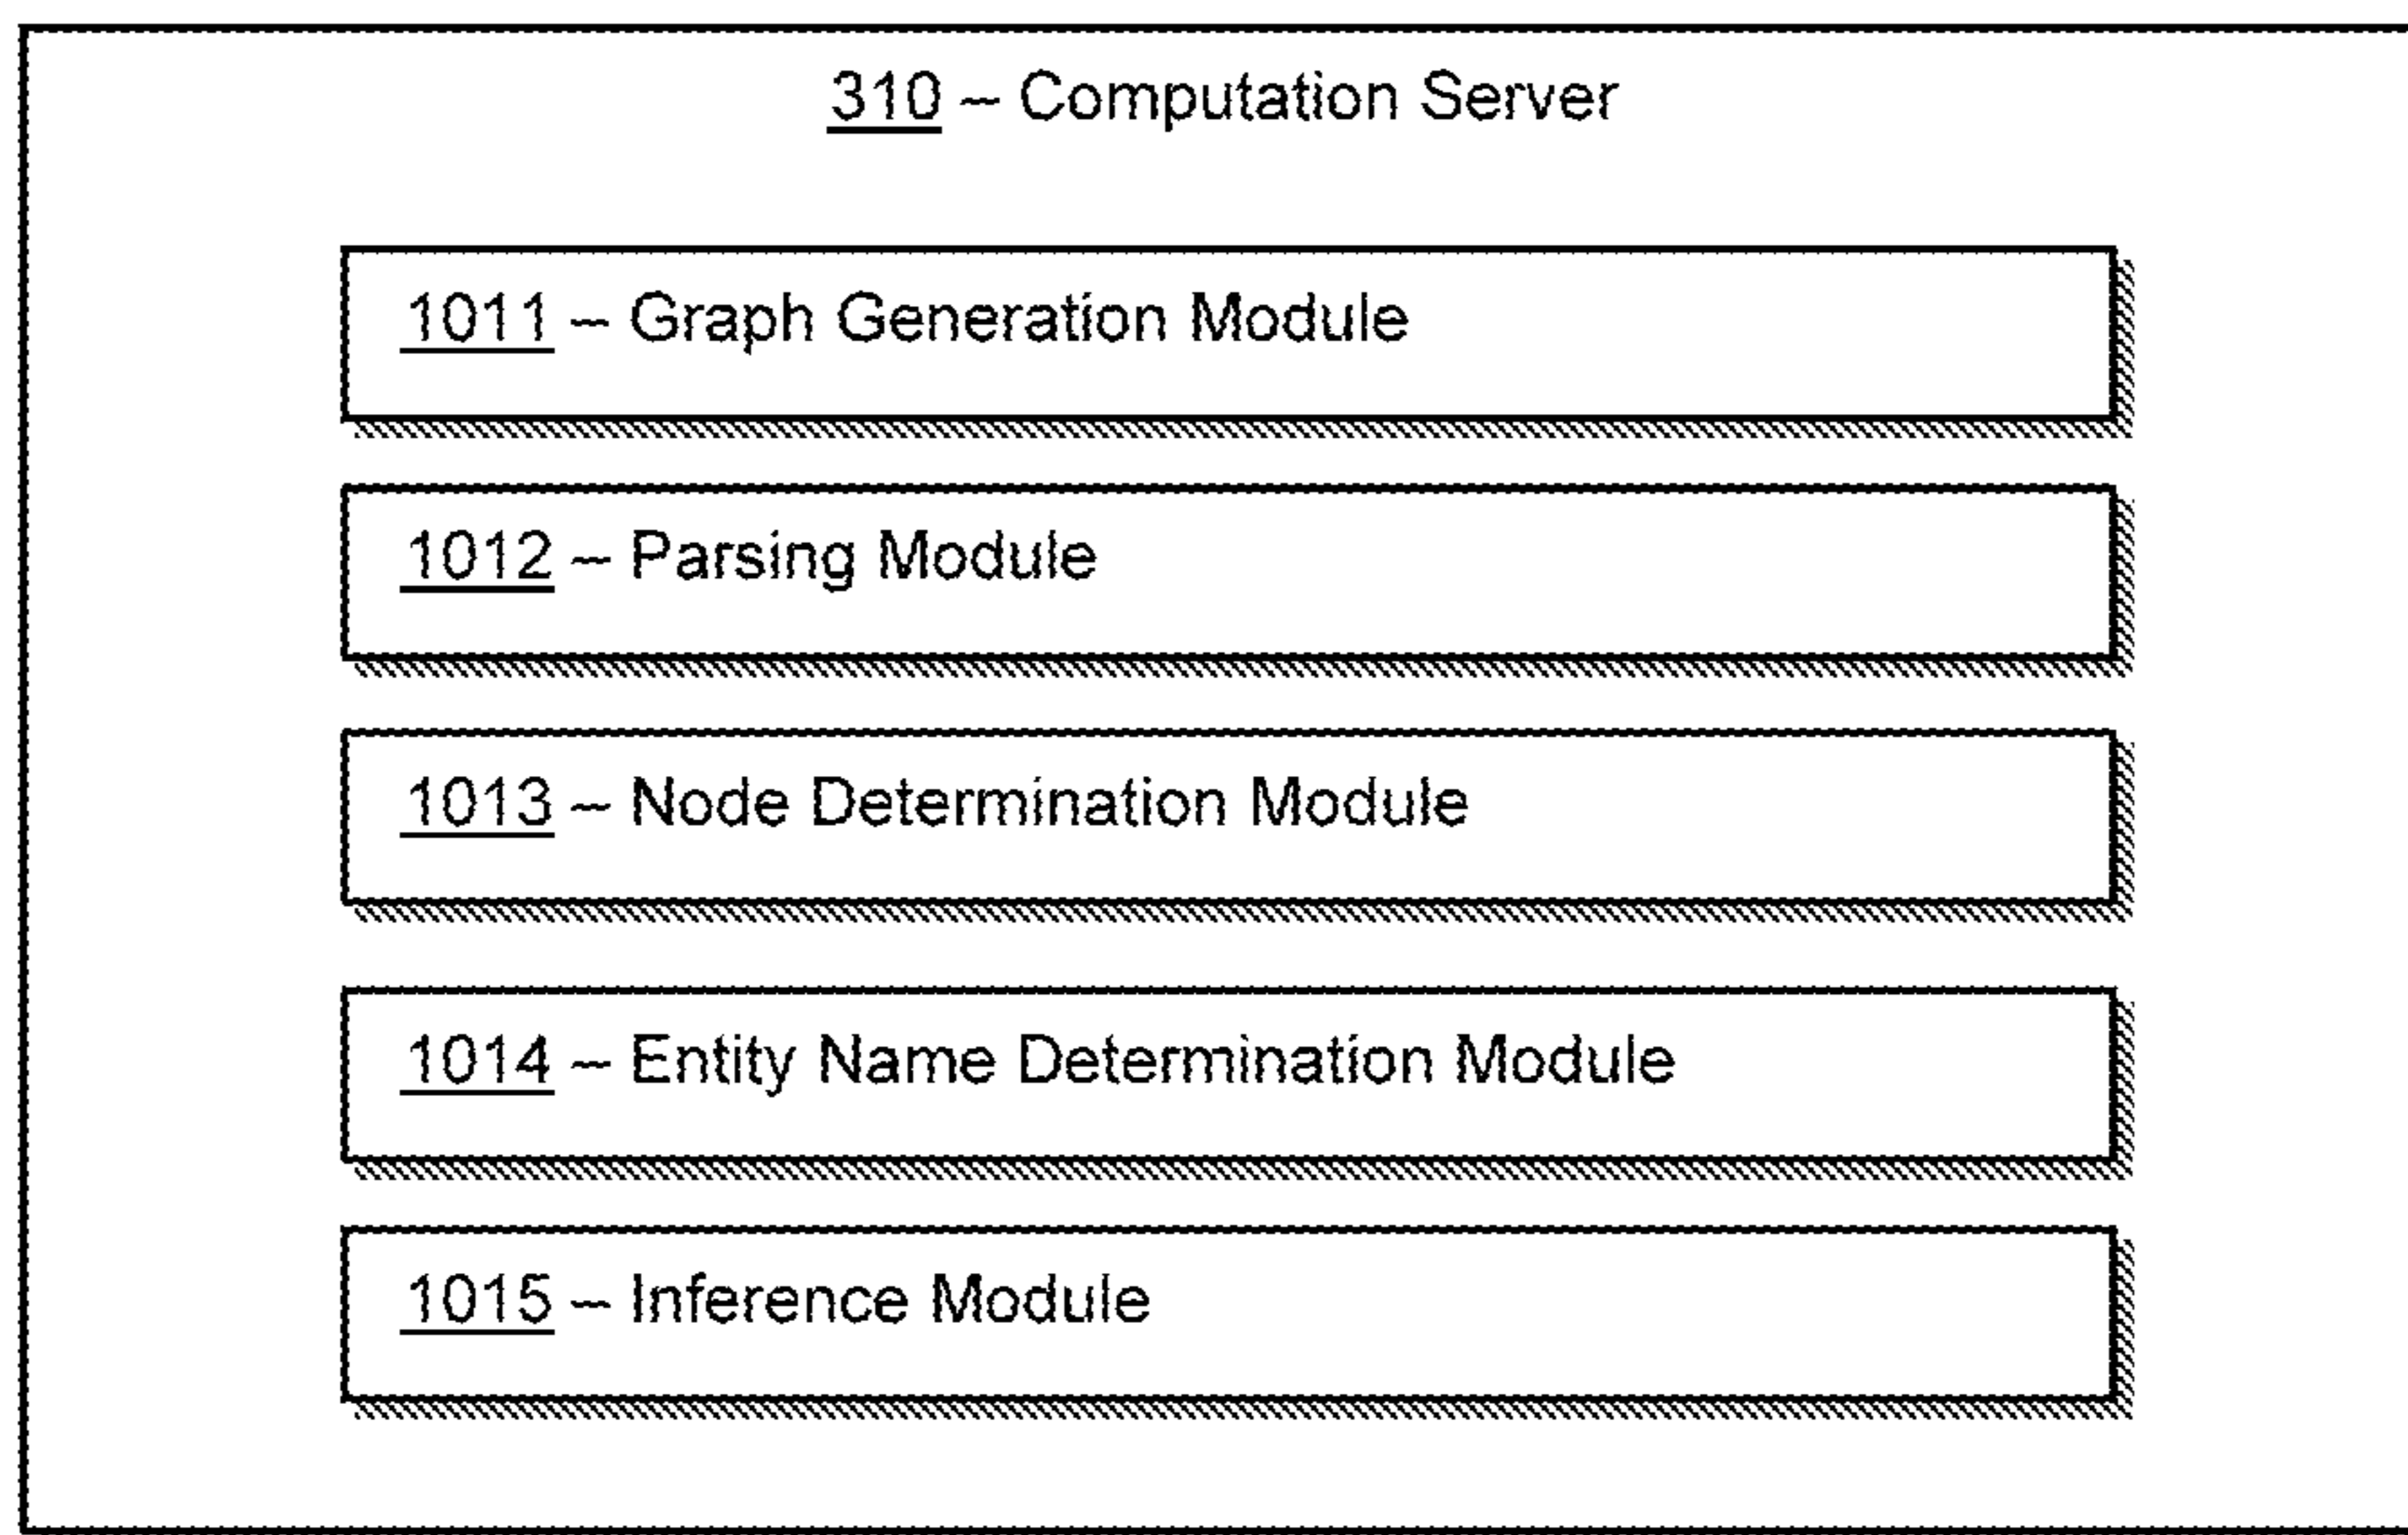 310 -- Computation Server
1011 -- Graph Generation Module
1012 -- Parsing Module
1013 -- Node Determination Module
1014 -- Entity Name Determination Module
1015 -- Inference Module